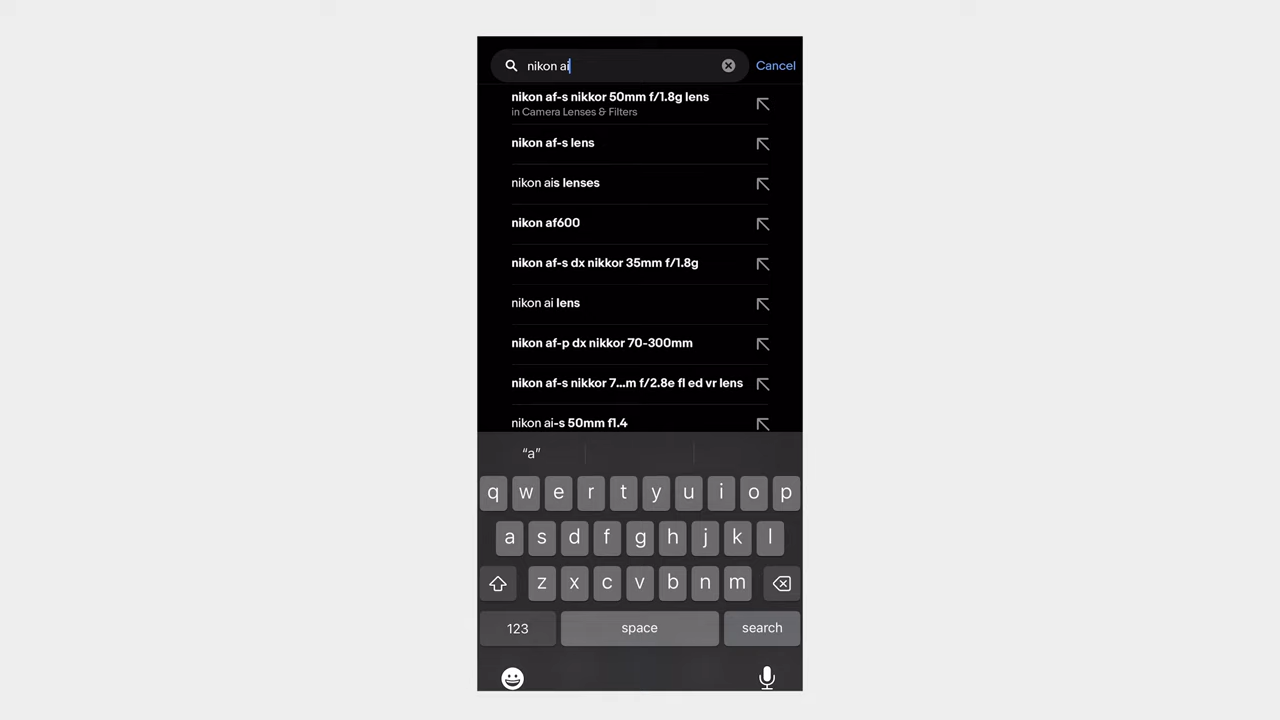 nikon ai
Cancel
nikon af-s nikkor 50mm f/1.8g lens
in Camera Lenses & Filters
nikon af-s lens
nikon ais lenses
nikon af600
nikon af-s dx nikkor 35mm f/1.8g
nikon ai lens
nikon af-p dx nikkor 70-300mm
nikon af-s nikkor 7...m f/2.8e fl ed vr lens
nikon ai-s 50mm f1.4
“a”
q w e r t y u i o p
a s d f g h j k l
z x c v b n m
123 space search